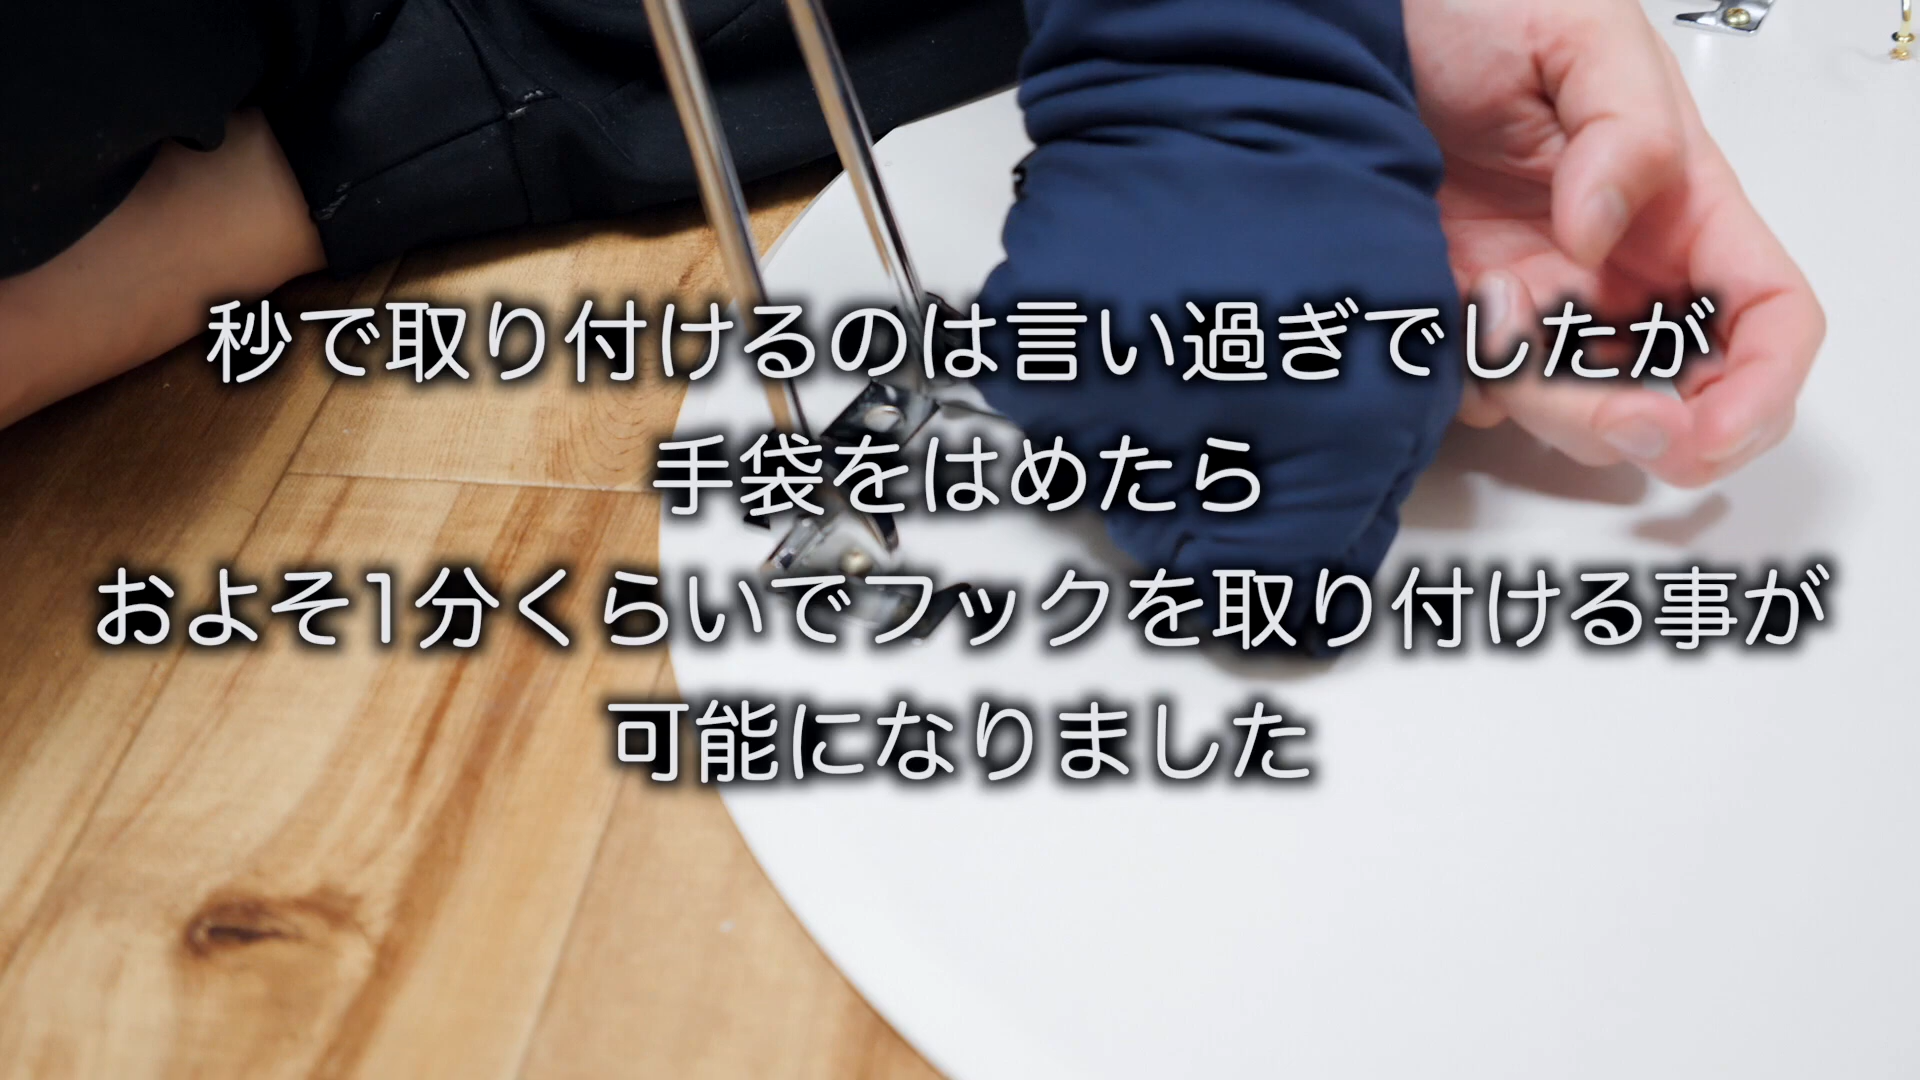 秒で取り付けるのは言い過ぎでしたが
手袋をはめたら
およそ1分くらいでフックを取り付ける事が
可能になりました